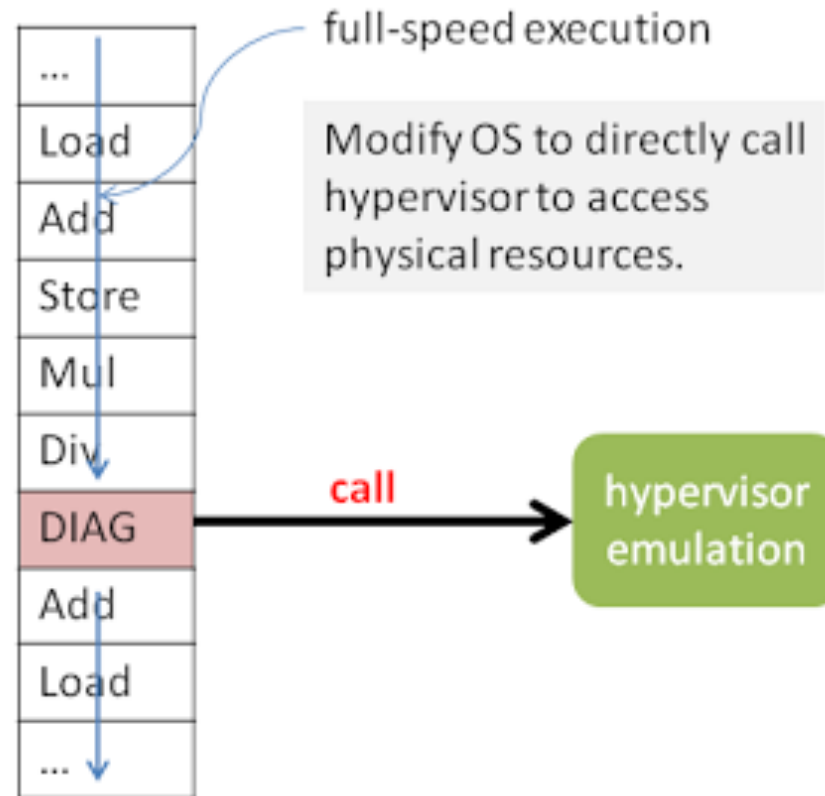 full-speed execution
...
Load
Add
Store
Mul
Div
DIAG
Add
Load
...
Modify OS to directly call
hypervisor to access
physical resources.
call
hypervisor
emulation